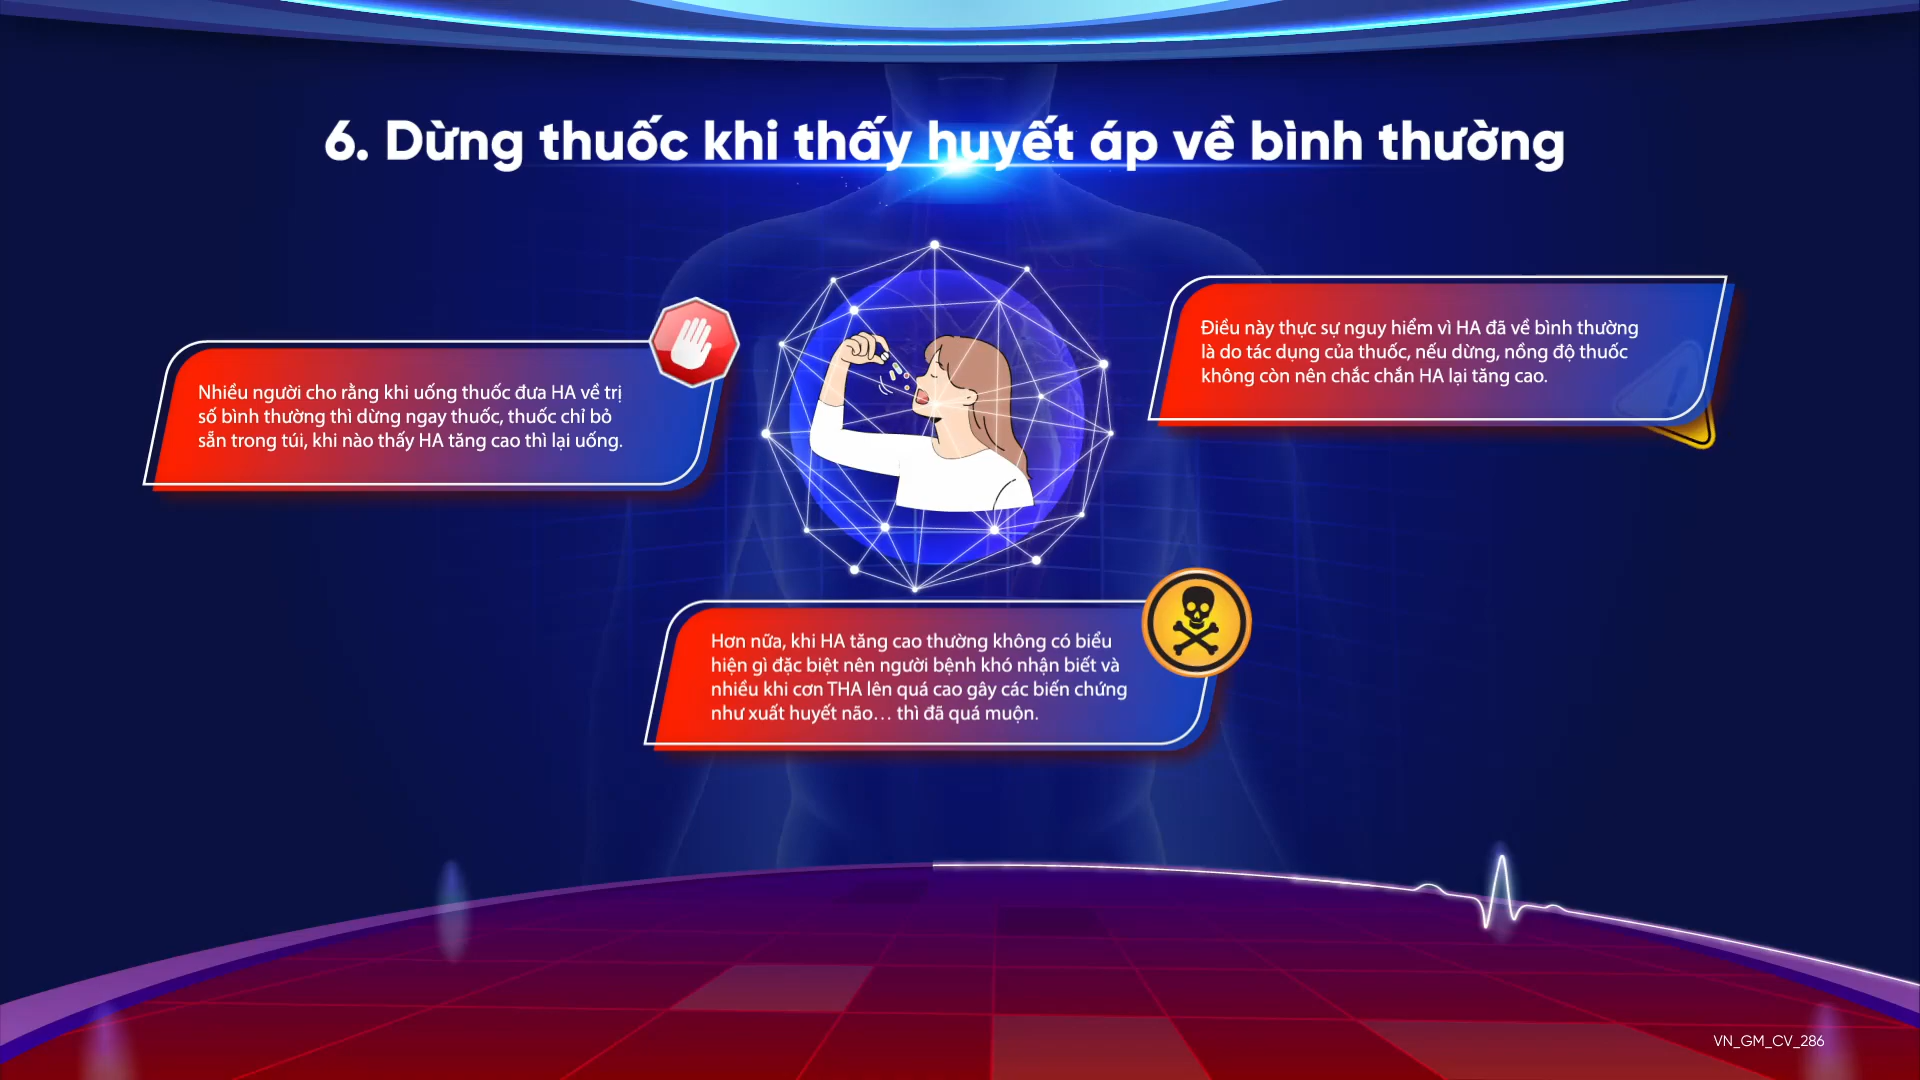 6. Dừng thuốc khi thấy huyết áp về bình thường
Nhiều người cho rằng khi uống thuốc đưa HA về trị
số bình thường thì dừng ngay thuốc, thuốc chỉ bỏ
sẵn trong túi, khi nào thấy HA tăng cao thì lại uống.
Điều này thực sự nguy hiểm vì HA đã về bình thường
là do tác dụng của thuốc, nếu dừng, nồng độ thuốc
không còn nên chắc chắn HA lại tăng cao.
Hơn nữa, khi HA tăng cao thường không có biểu
hiện gì đặc biệt nên người bệnh khó nhận biết và
nhiều khi cơn THA lên quá cao gây các biến chứng
như xuất huyết não... thì đã quá muộn.
VN_GM_CV_286